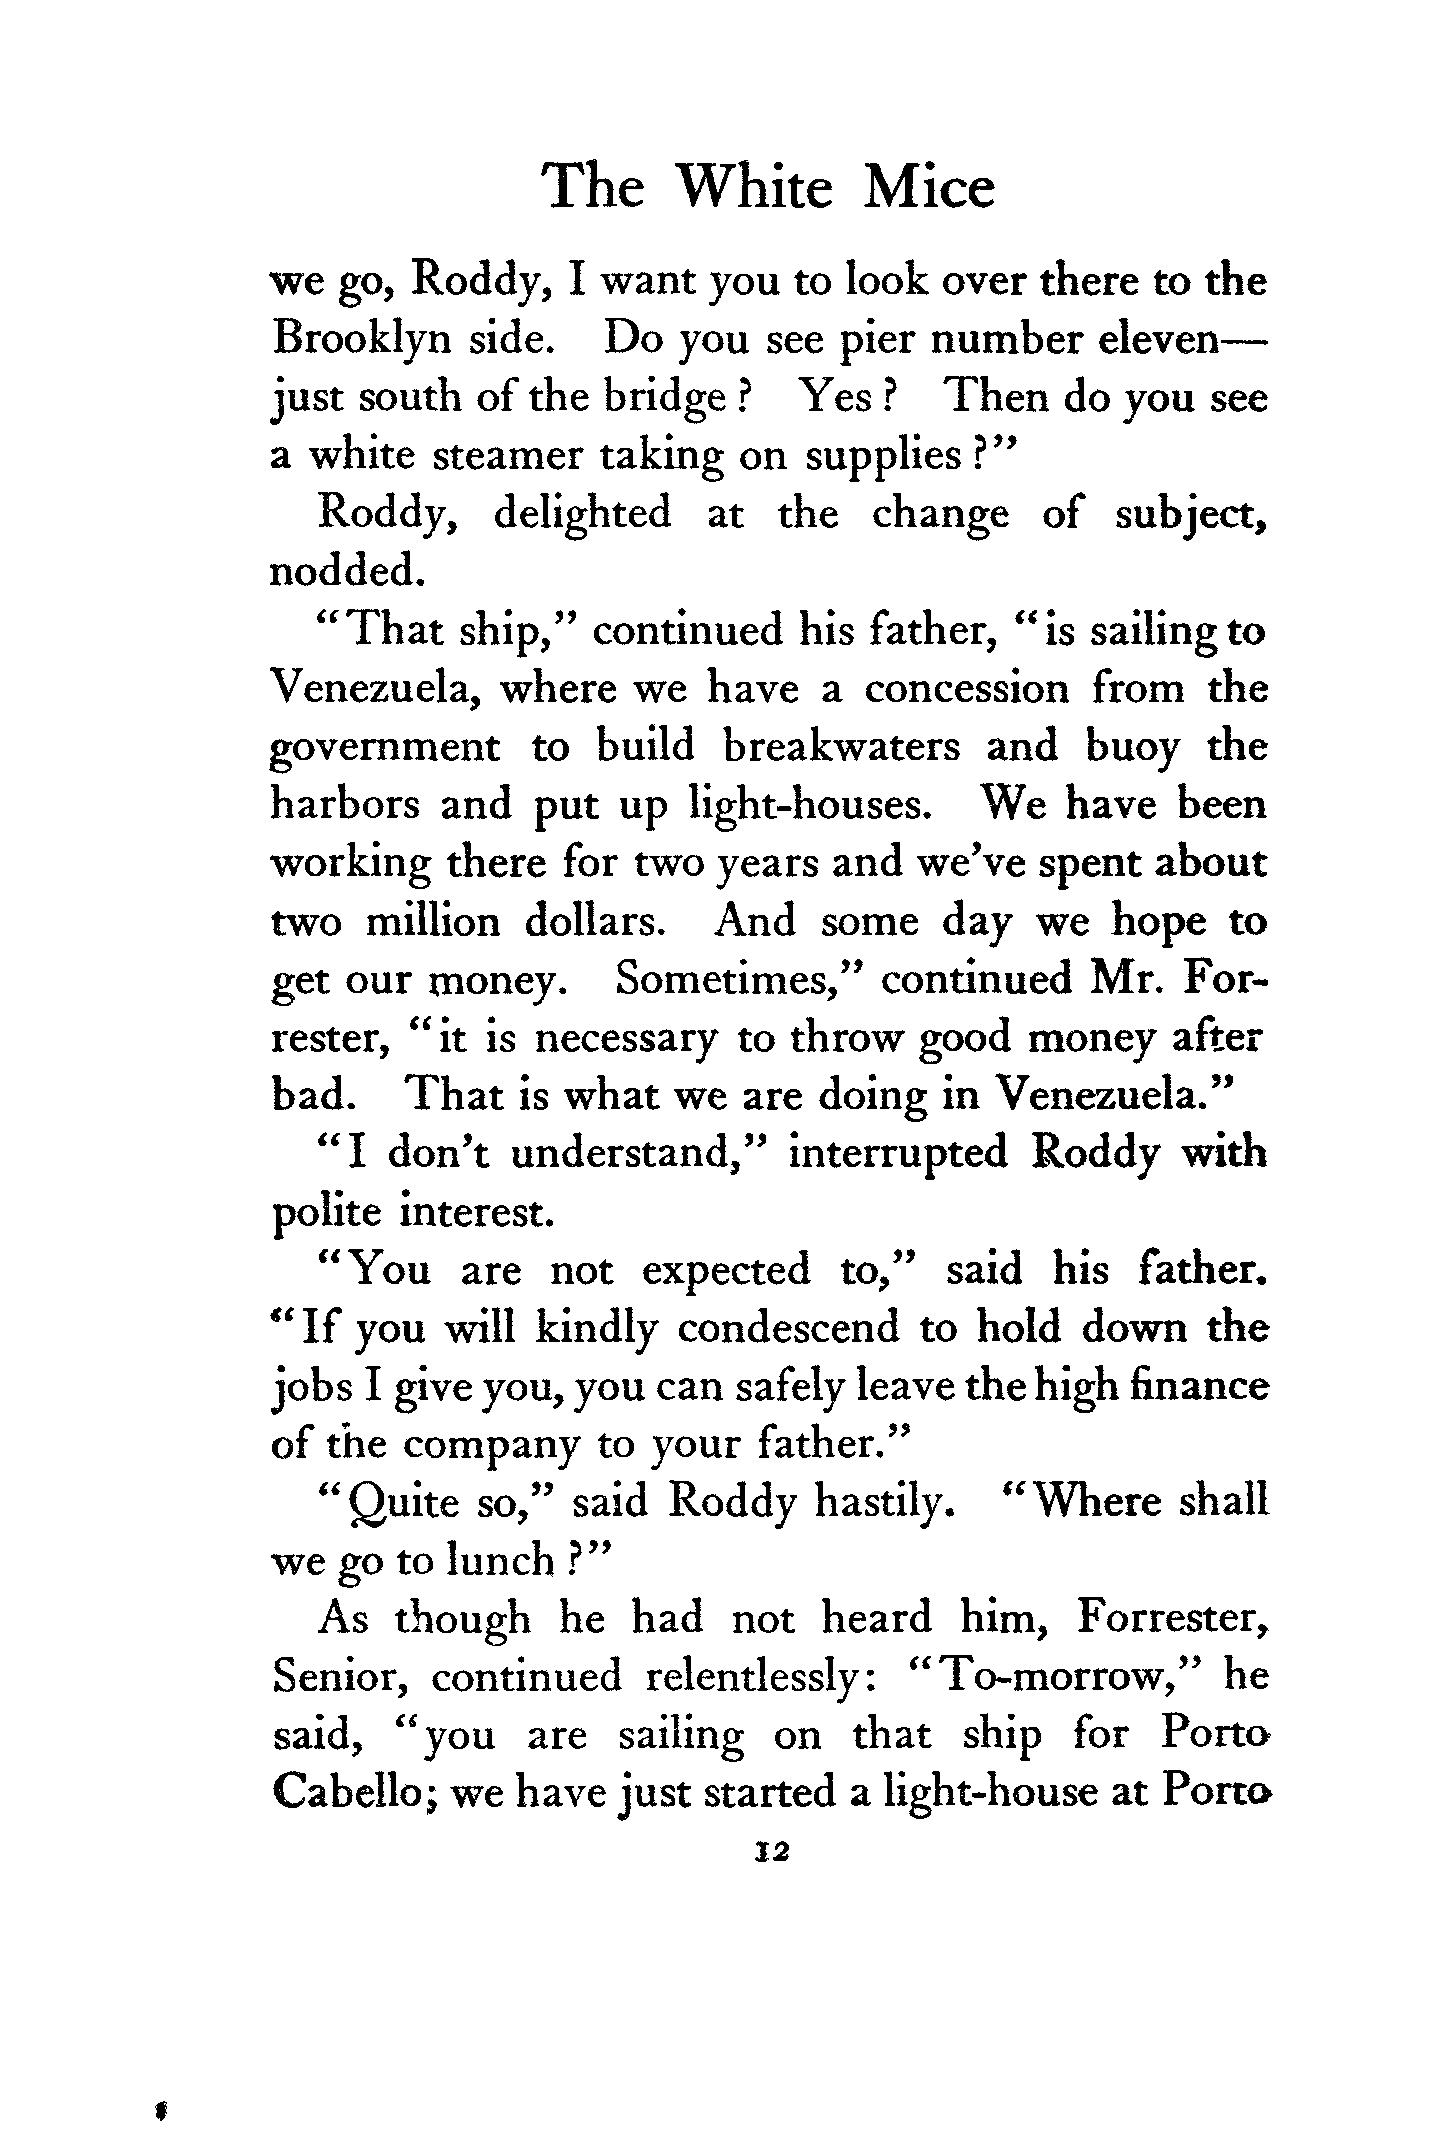 The White Mice
we go, Roddy, I want you to look over there to the
Brooklyn side. Do you see pier number eleven—
just south of the bridge? Yes? Then do you see
a white steamer taking on supplies?”
Roddy, delighted at the change of subject,
nodded.
“That ship,” continued his father, “is sailing to
Venezuela, where we have a concession from the
government to build breakwaters and buoy the
harbors and put up light-houses. We have been
working there for two years and we’ve spent about
two million dollars. And some day we hope to
get our money. Sometimes,” continued Mr. For-
rester, “it is necessary to throw good money after
bad. That is what we are doing in Venezuela.”
“I don’t understand,” interrupted Roddy with
polite interest.
“You are not expected to,” said his father.
“If you will kindly condescend to hold down the
jobs I give you, you can safely leave the high finance
of the company to your father.”
“Quite so,” said Roddy hastily. “Where shall
we go to lunch?”
As though he had not heard him, Forrester,
Senior, continued relentlessly: “To-morrow,” he
said, “you are sailing on that ship for Porto
Cabello; we have just started a light-house at Porto
12